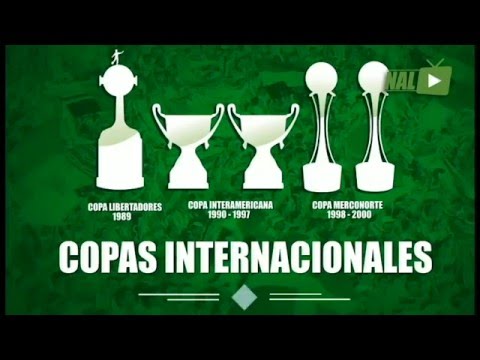 NAL
COPA LIBERTADORES
1989
COPA INTERAMERICANA
1990 - 1997
COPA MERCONORTE
1998 - 2000
COPAS INTERNACIONALES